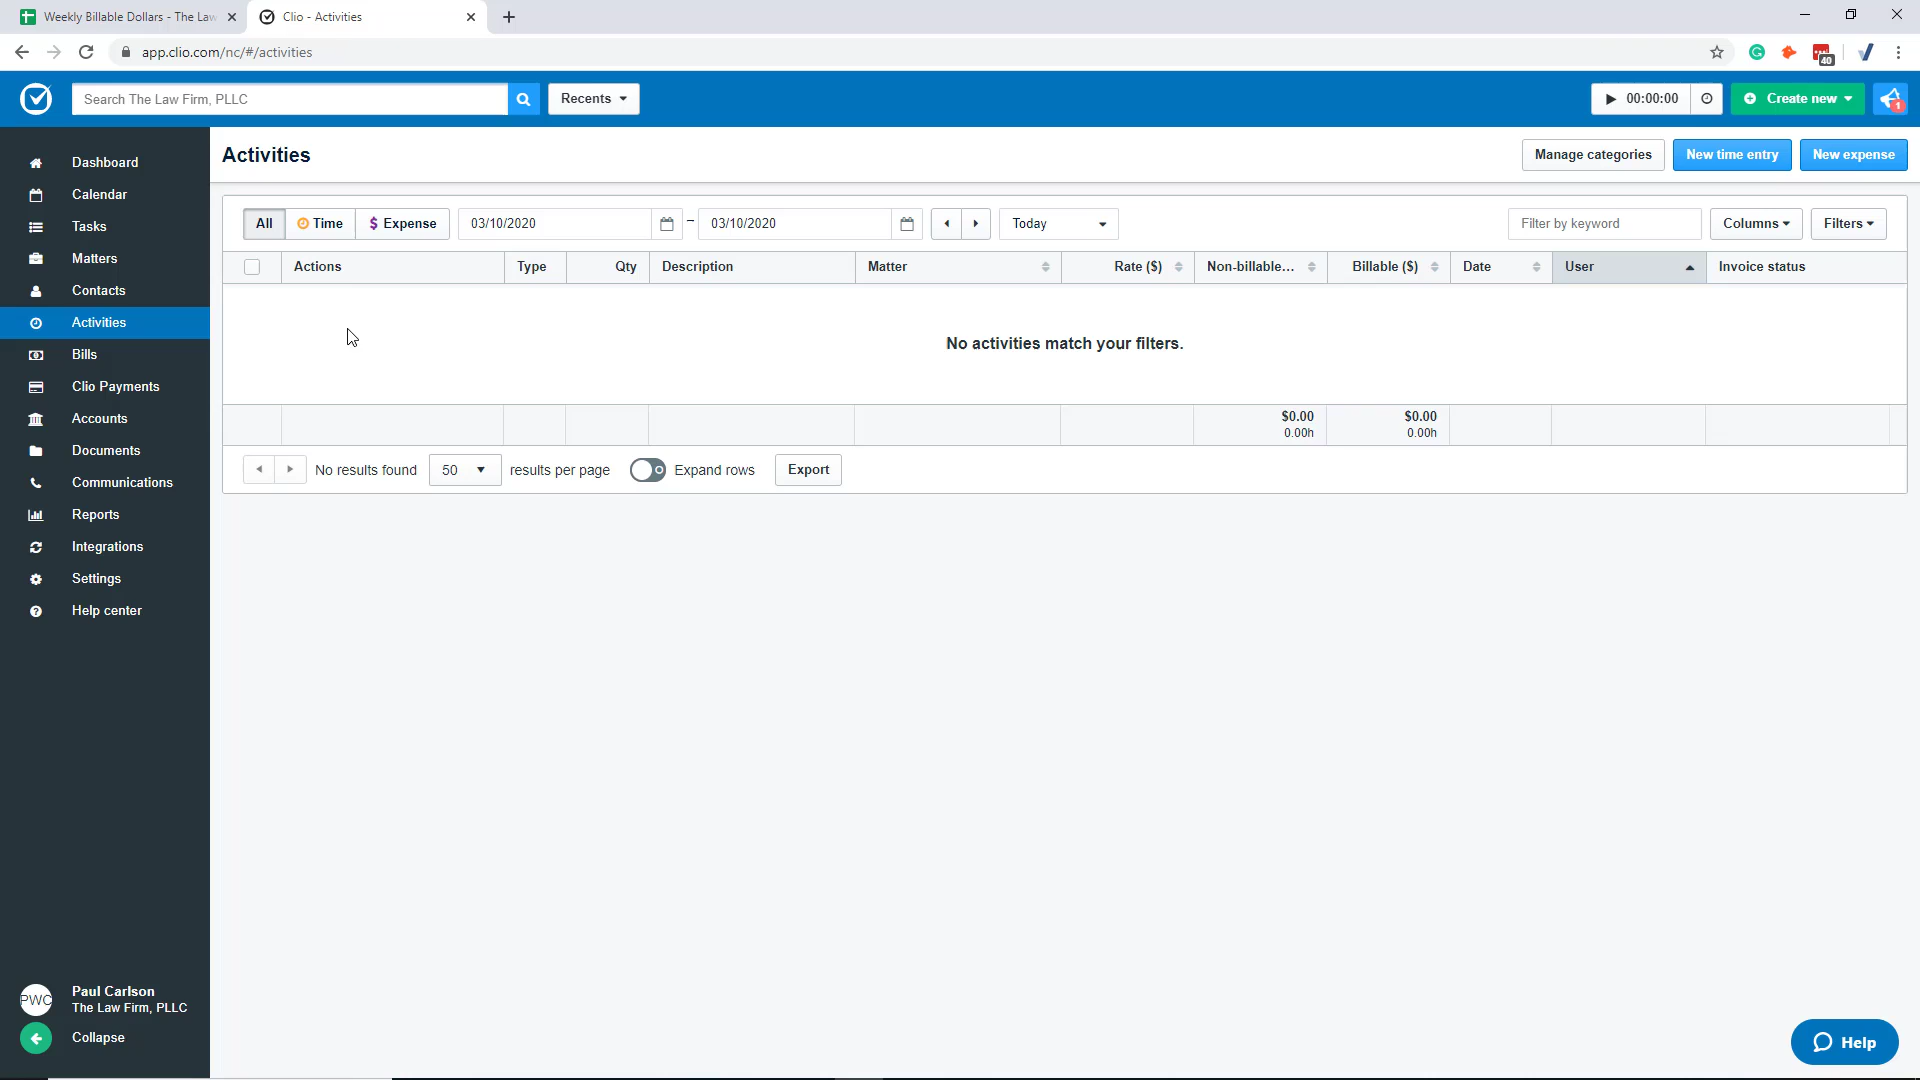 Weekly Billable Dollars - The Law
Clio - Activities
app.clio.com/nc/#/activities
40
Search The Law Firm, PLLC
Recents
00:00:00
Create new
1
Dashboard
Calendar
Tasks
Matters
Contacts
Activities
Bills
Clio Payments
Accounts
Documents
Communications
Reports
Integrations
Settings
Help center
PWC
Paul Carlson
The Law Firm, PLLC
Collapse
Activities
Manage categories
New time entry
New expense
All
Time
$ Expense
03/10/2020
–
03/10/2020
Today
Filter by keyword
Columns
Filters
Actions
Type
Qty
Description
Matter
Rate ($)
Non-billable...
Billable ($)
Date
User
Invoice status
No activities match your filters.
$0.00
0.00h
$0.00
0.00h
No results found
50
results per page
Expand rows
Export
Help